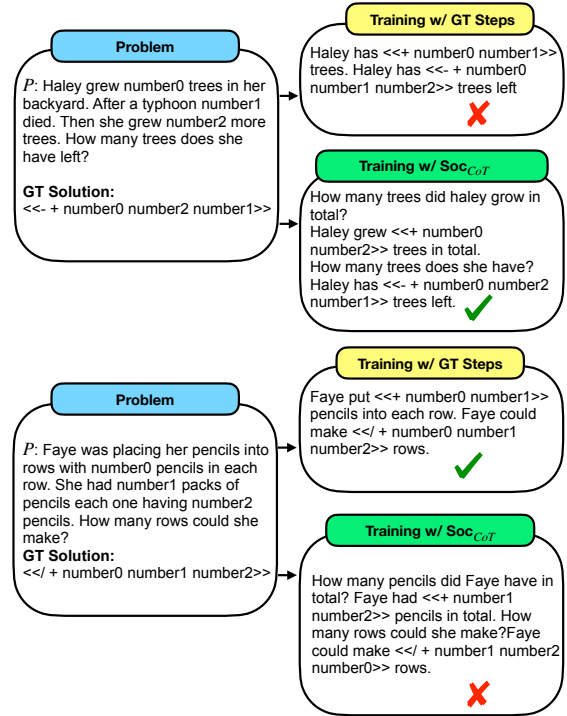 Problem
P: Haley grew number0 trees in her
backyard. After a typhoon number1
died. Then she grew number2 more
trees. How many trees does she
have left?
GT Solution:
<<- + number0 number2 number1>>
Training w/ GT Steps
Haley has <<+ number0 number1>>
trees. Haley has <<- + number0
number1 number2>> trees left
Training w/ SocCoT
How many trees did haley grow in
total?
Haley grew <<+ number0
number2>> trees in total.
How many trees does she have?
Haley has <<- + number0 number2
number1>> trees left.
Problem
P: Faye was placing her pencils into
rows with number0 pencils in each
row. She had number1 packs of
pencils each one having number2
pencils. How many rows could she
make?
GT Solution:
<</ + number0 number1 number2>>
Training w/ GT Steps
Faye put <<+ number0 number1>>
pencils into each row. Faye could
make <</ + number0 number1
number2>> rows.
Training w/ SocCoT
How many pencils did Faye have in
total? Faye had <<+ number1
number2>> pencils in total. How
many rows could she make?Faye
could make <</ + number1 number2
number0>> rows.